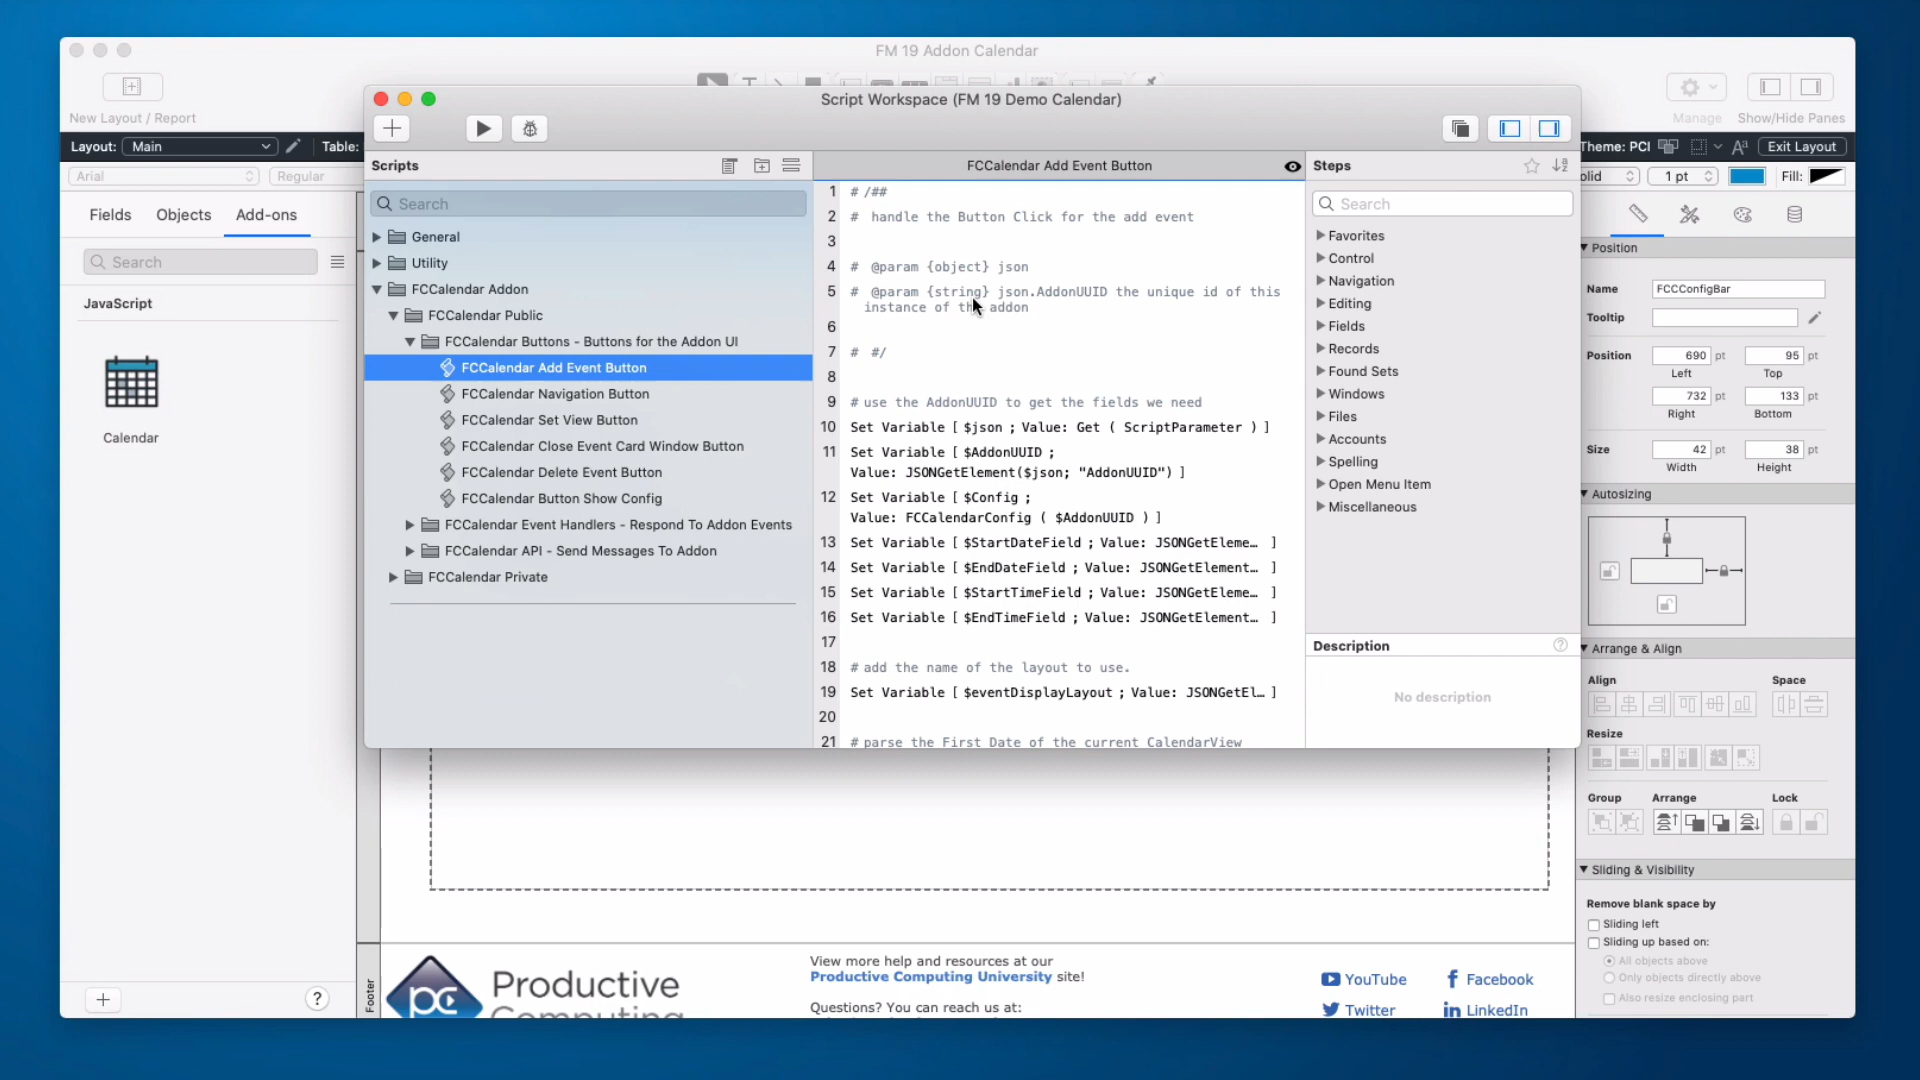 FM 19 Addon Calendar
New Layout / Report
Manage
Show/Hide Panes
Layout: Main
Table:
Theme: PCI
Exit Layout
Arial
Regular
olid
1 pt
Fill:
Fields
Objects
Add-ons
Search
JavaScript
Calendar
Script Workspace (FM 19 Demo Calendar)
Scripts
Search
General
Utility
FCCalendar Addon
FCCalendar Public
FCCalendar Buttons - Buttons for the Addon UI
FCCalendar Add Event Button
FCCalendar Navigation Button
FCCalendar Set View Button
FCCalendar Close Event Card Window Button
FCCalendar Delete Event Button
FCCalendar Button Show Config
FCCalendar Event Handlers - Respond To Addon Events
FCCalendar API - Send Messages To Addon
FCCalendar Private
FCCalendar Add Event Button
1 # /##
2 # handle the Button Click for the add event
3
4 # @param {object} json
5 # @param {string} json.AddonUUID the unique id of this
instance of the addon
6
7 # #/
8
9 # use the AddonUUID to get the fields we need
10 Set Variable [ $json ; Value: Get ( ScriptParameter ) ]
11 Set Variable [ $AddonUUID ;
Value: JSONGetElement($json; "AddonUUID") ]
12 Set Variable [ $Config ;
Value: FCCalendarConfig ( $AddonUUID ) ]
13 Set Variable [ $StartDateField ; Value: JSONGetEleme… ]
14 Set Variable [ $EndDateField ; Value: JSONGetElement… ]
15 Set Variable [ $StartTimeField ; Value: JSONGetEleme… ]
16 Set Variable [ $EndTimeField ; Value: JSONGetElement… ]
17
18 # add the name of the layout to use.
19 Set Variable [ $eventDisplayLayout ; Value: JSONGetEl… ]
20
21 # parse the First Date of the current CalendarView
Steps
Search
Favorites
Control
Navigation
Editing
Fields
Records
Found Sets
Windows
Files
Accounts
Spelling
Open Menu Item
Miscellaneous
Description
No description
Position
Name FCCConfigBar
Tooltip
Position 690 pt 95 pt
Left Top
732 pt 133 pt
Right Bottom
Size 42 pt 38 pt
Width Height
Autosizing
Arrange & Align
Align Space
Resize
Group Arrange Lock
Sliding & Visibility
Remove blank space by
Sliding left
Sliding up based on:
All objects above
Only objects directly above
Also resize enclosing part
Footer
pc
Productive
Computing
View more help and resources at our
Productive Computing University site!
Questions? You can reach us at:
YouTube
Facebook
Twitter
LinkedIn